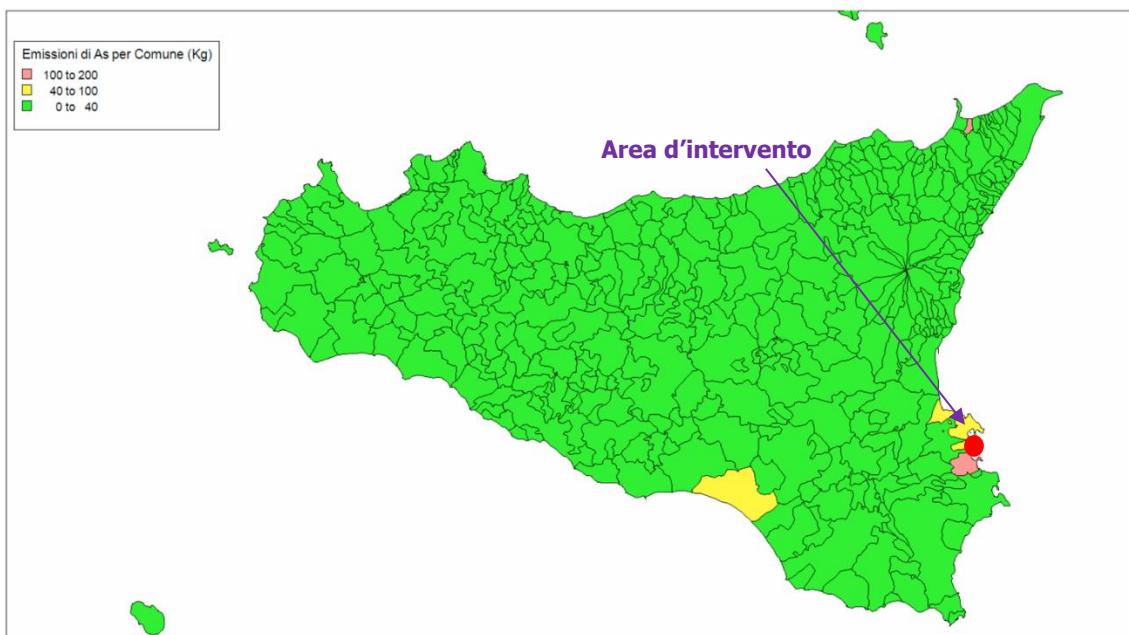 Emissioni di As per Comune (Kg)
100 to 200
40 to 100
0 to 40
Area d’intervento